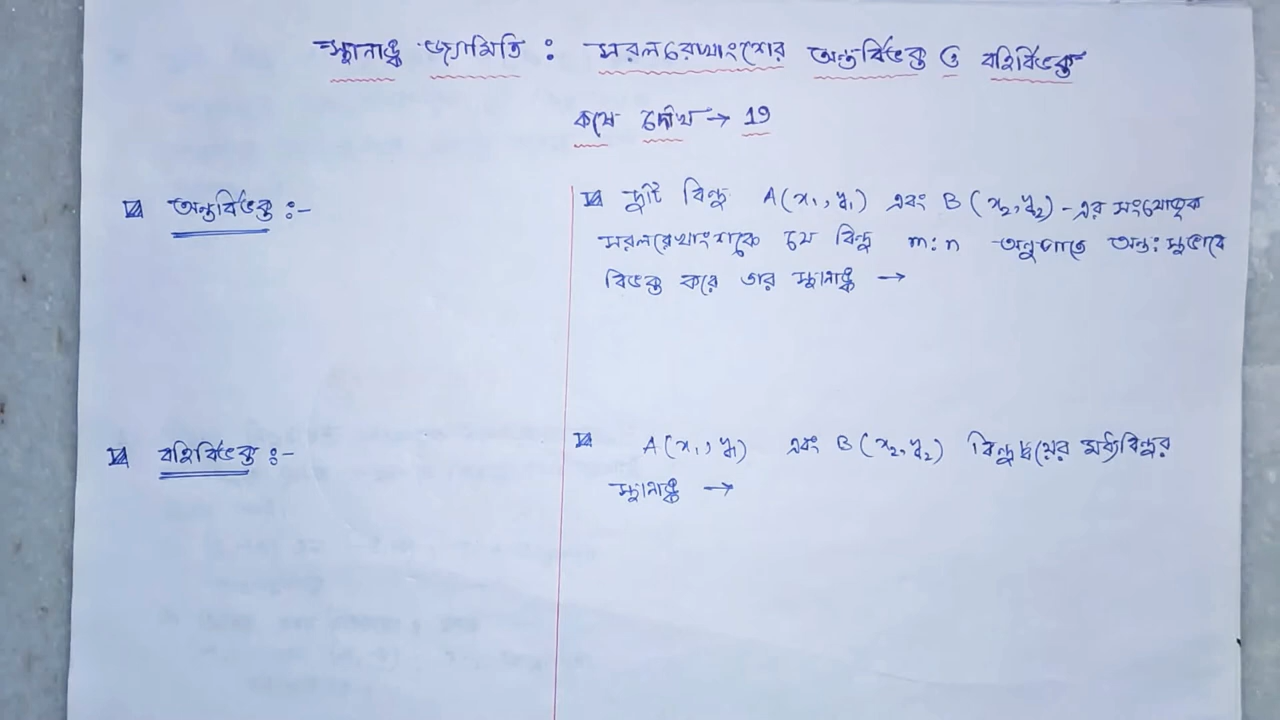 স্থানাঙ্ক জ্যামিতি : সরলরেখাংশের অন্তর্বিভক্ত ও বহির্বিভক্ত
কষে দেখি → 19
অন্তর্বিভক্ত :-
দুটি বিন্দু A(x₁, y₁) এবং B(x₂, y₂) -এর সংযোজক
সরলরেখাংশকে যে বিন্দু m:n অনুপাতে অন্তঃস্থভাবে
বিভক্ত করে তার স্থানাঙ্ক →
বহির্বিভক্ত :-
A(x₁, y₁) এবং B(x₂, y₂) বিন্দুদ্বয়ের মধ্যবিন্দুর
স্থানাঙ্ক →